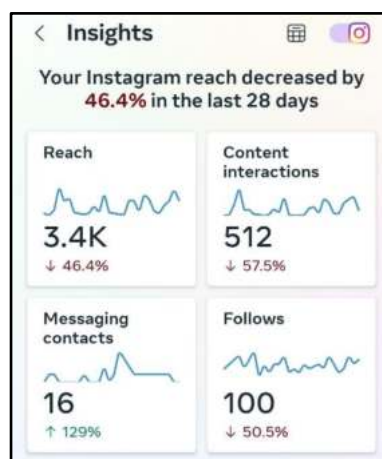 Insights
Your Instagram reach decreased by
46.4% in the last 28 days
Reach
3.4K
↓ 46.4%
Content
interactions
512
↓ 57.5%
Messaging
contacts
16
↑ 129%
Follows
100
↓ 50.5%